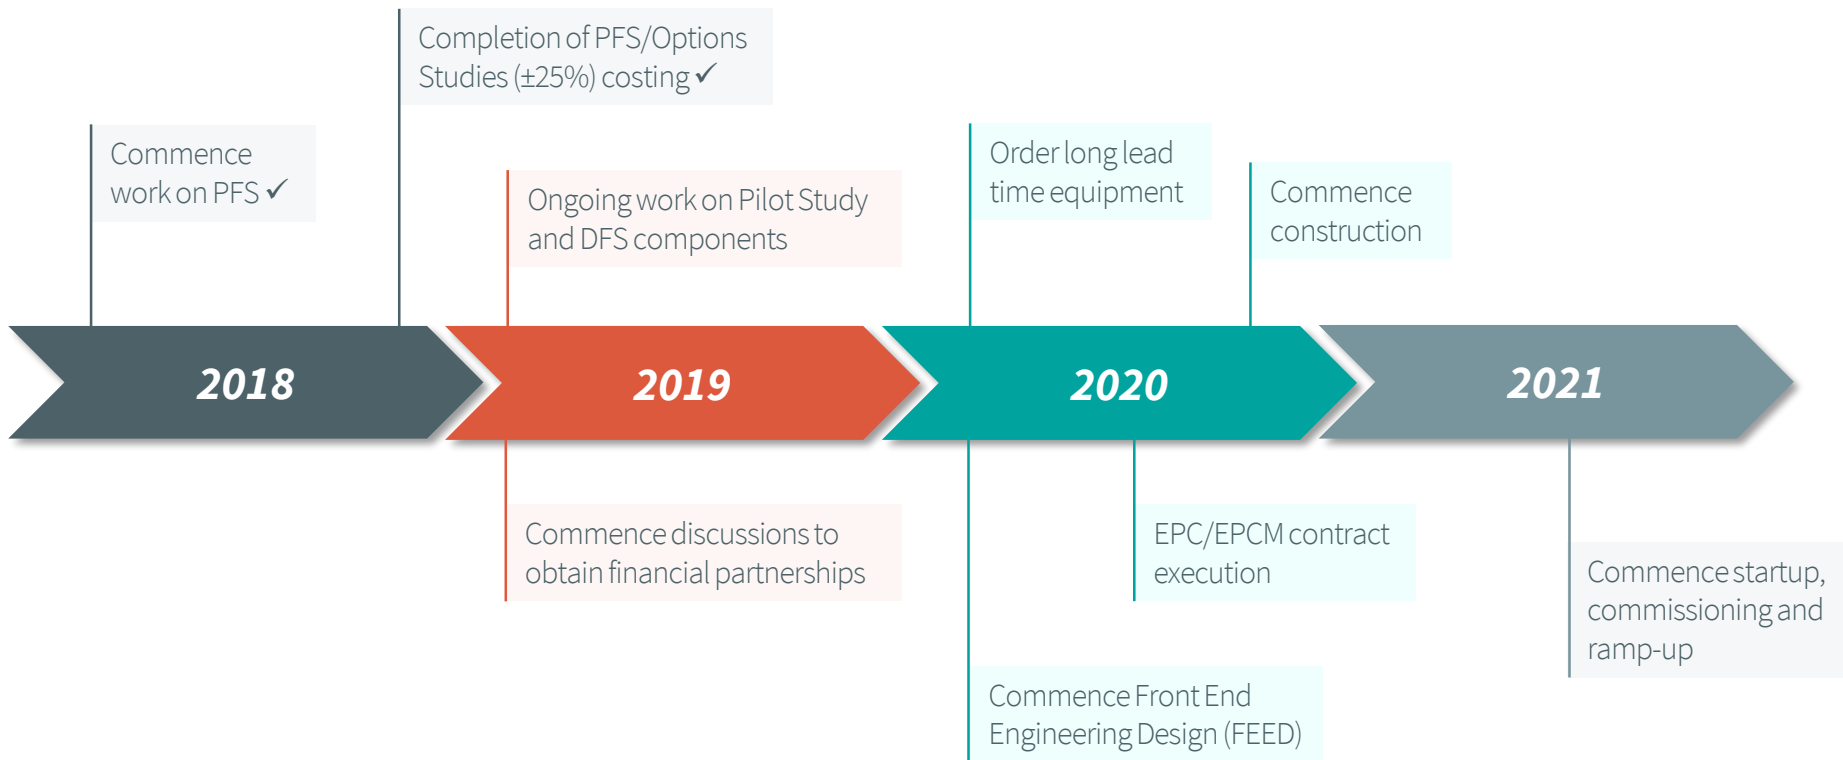 Completion of PFS/Options
Studies (±25%) costing ✓
Commence
work on PFS ✓
Ongoing work on Pilot Study
and DFS components
Order long lead
time equipment
Commence
construction
2018
2019
2020
2021
Commence discussions to
obtain financial partnerships
EPC/EPCM contract
execution
Commence startup,
commissioning and
ramp-up
Commence Front End
Engineering Design (FEED)